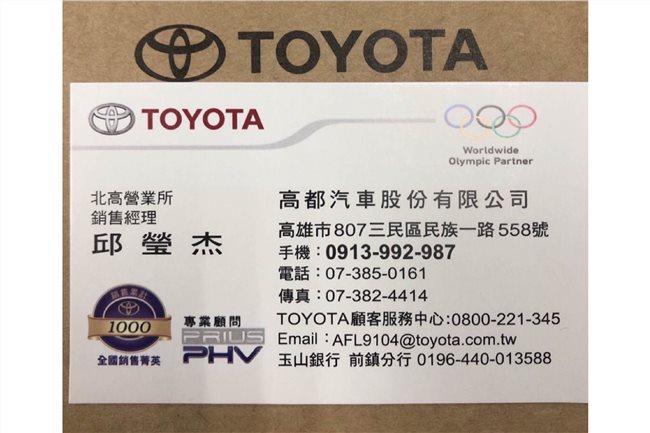 TOYOTA
TOYOTA
Worldwide
Olympic Partner
北高營業所
銷售經理
邱瑩杰
高都汽車股份有限公司
高雄市807三民區民族一路558號
手機：0913-992-987
電話：07-385-0161
傳真：07-382-4414
TOYOTA顧客服務中心：0800-221-345
Email：AFL9104@toyota.com.tw
玉山銀行 前鎮分行 0196-440-013588
銷售累計
1000
全國銷售菁英
專業顧問
PRIUS
PHV